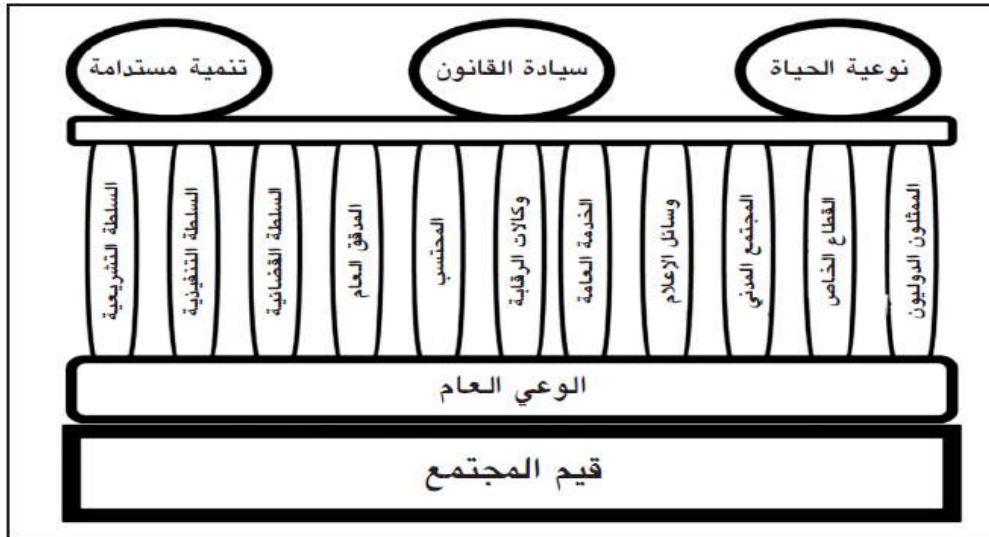 نوعية الحياة
سيادة القانون
تنمية مستدامة
الممثلون الدوليون
القطاع الخاص
المجتمع المدني
وسائل الإعلام
الخدمة العامة
وكالات الرقابة
المحتسب
المدقق العام
السلطة القضائية
السلطة التنفيذية
السلطة التشريعية
الوعي العام
قيم المجتمع